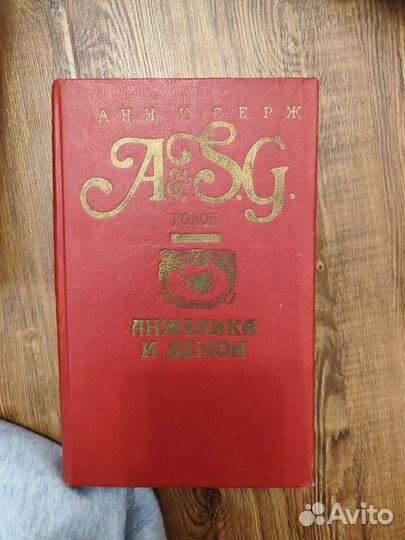 АНН И СЕРЖ
A&S.G.
ГОЛОН
АНЖЕЛИКА
И ДЕМОН
Avito